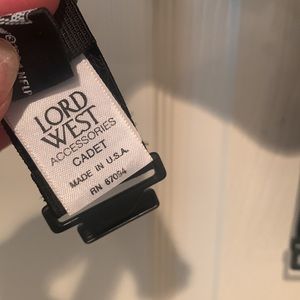 LORD
WEST
ACCESSORIES
CADET
MADE IN U.S.A.
RN 67094